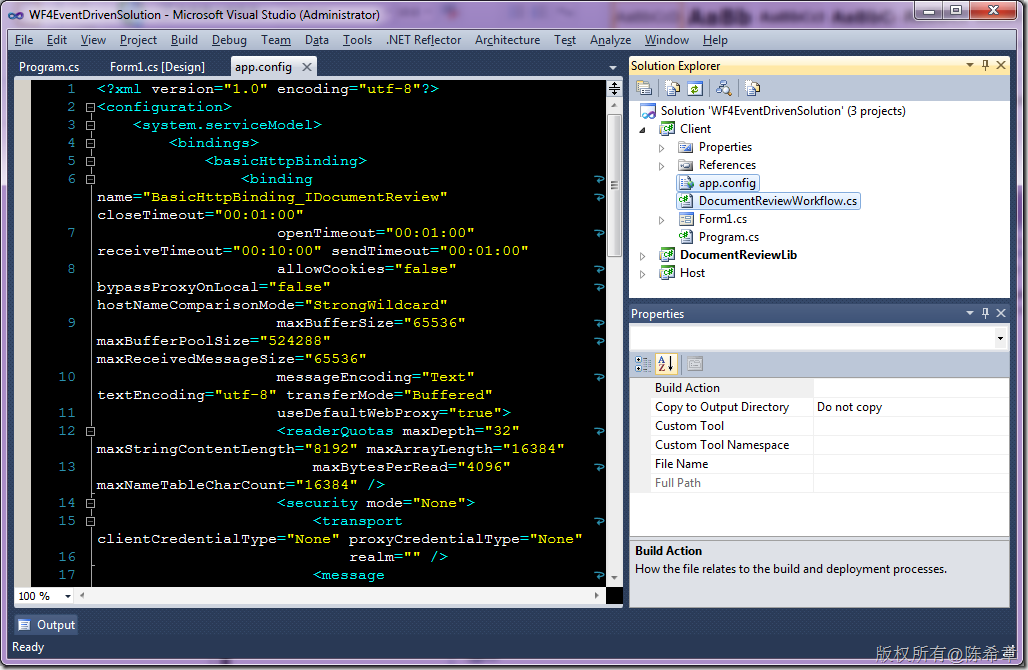 WF4EventDrivenSolution - Microsoft Visual Studio (Administrator)
File Edit View Project Build Debug Team Data Tools .NET Reflector Architecture Test Analyze Window Help
Program.cs Form1.cs [Design] app.config
1 <?xml version="1.0" encoding="utf-8"?>
2 <configuration>
3 <system.serviceModel>
4 <bindings>
5 <basicHttpBinding>
6 <binding
name="BasicHttpBinding_IDocumentReview"
closeTimeout="00:01:00"
7 openTimeout="00:01:00"
receiveTimeout="00:10:00" sendTimeout="00:01:00"
8 allowCookies="false"
bypassProxyOnLocal="false"
hostNameComparisonMode="StrongWildcard"
9 maxBufferSize="65536"
maxBufferPoolSize="524288"
maxReceivedMessageSize="65536"
10 messageEncoding="Text"
textEncoding="utf-8" transferMode="Buffered"
11 useDefaultWebProxy="true">
12 <readerQuotas maxDepth="32"
maxStringContentLength="8192" maxArrayLength="16384"
13 maxBytesPerRead="4096"
maxNameTableCharCount="16384" />
14 <security mode="None">
15 <transport
clientCredentialType="None" proxyCredentialType="None"
16 realm="" />
17 <message
100 %
Solution Explorer
Solution 'WF4EventDrivenSolution' (3 projects)
Client
Properties
References
app.config
DocumentReviewWorkflow.cs
Form1.cs
Program.cs
DocumentReviewLib
Host
Properties
Build Action
Copy to Output Directory Do not copy
Custom Tool
Custom Tool Namespace
File Name
Full Path
Build Action
How the file relates to the build and deployment processes.
Output
Ready
版权所有@陈希章